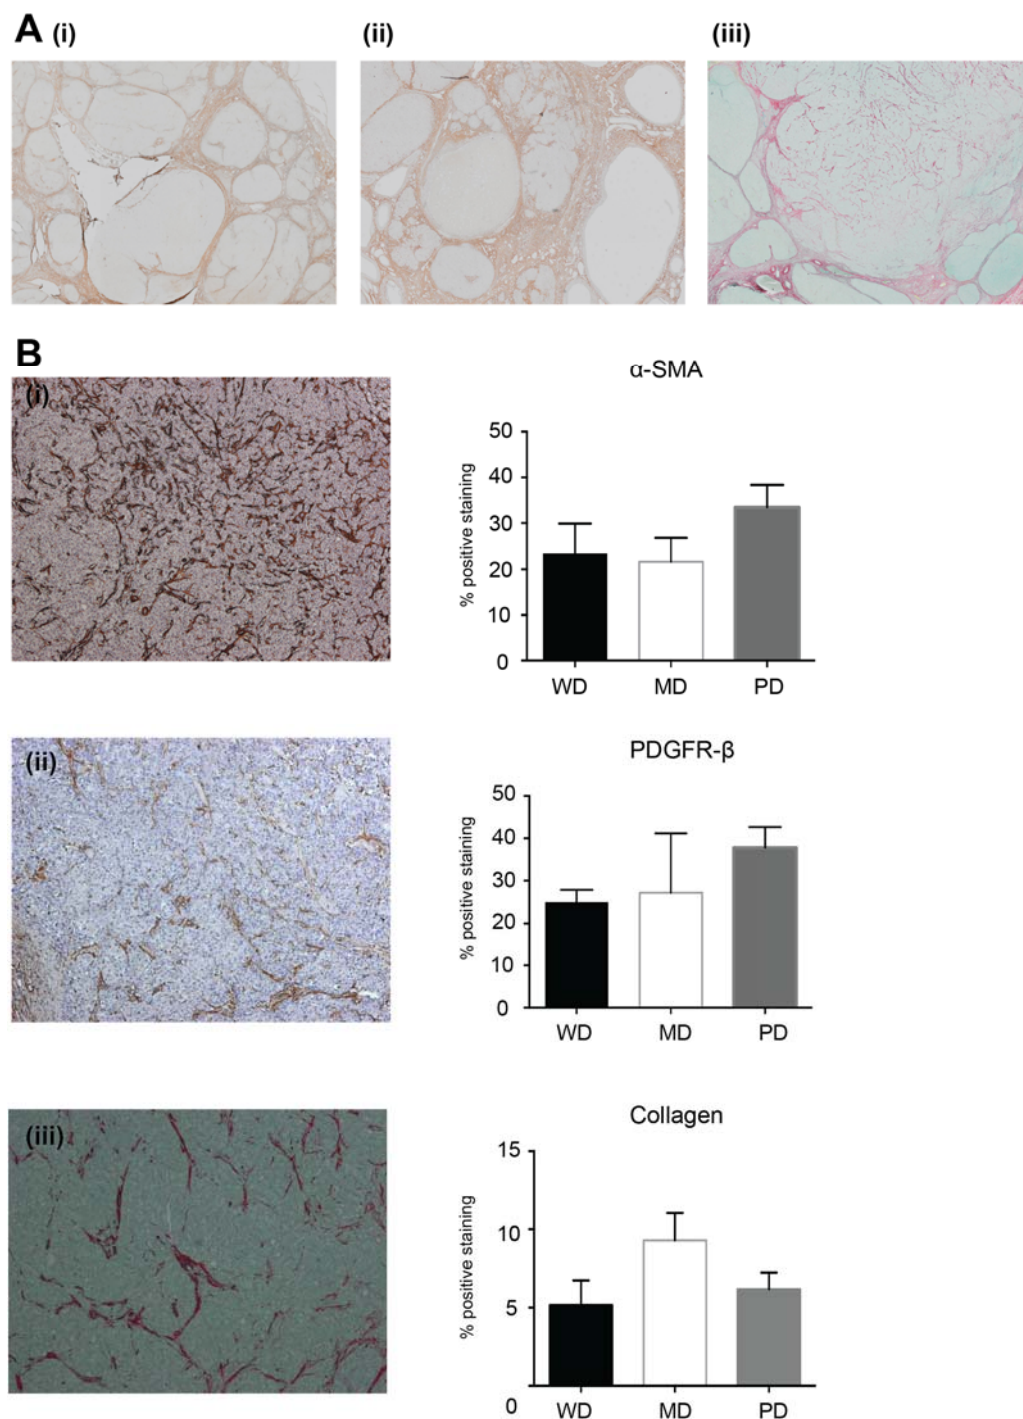 A (i) (ii) (iii)
B
(i)
α-SMA
% positive staining
50
40
30
20
10
0
WD MD PD
(ii)
PDGFR-β
% positive staining
50
40
30
20
10
0
WD MD PD
(iii)
Collagen
% positive staining
15
10
5
0
WD MD PD